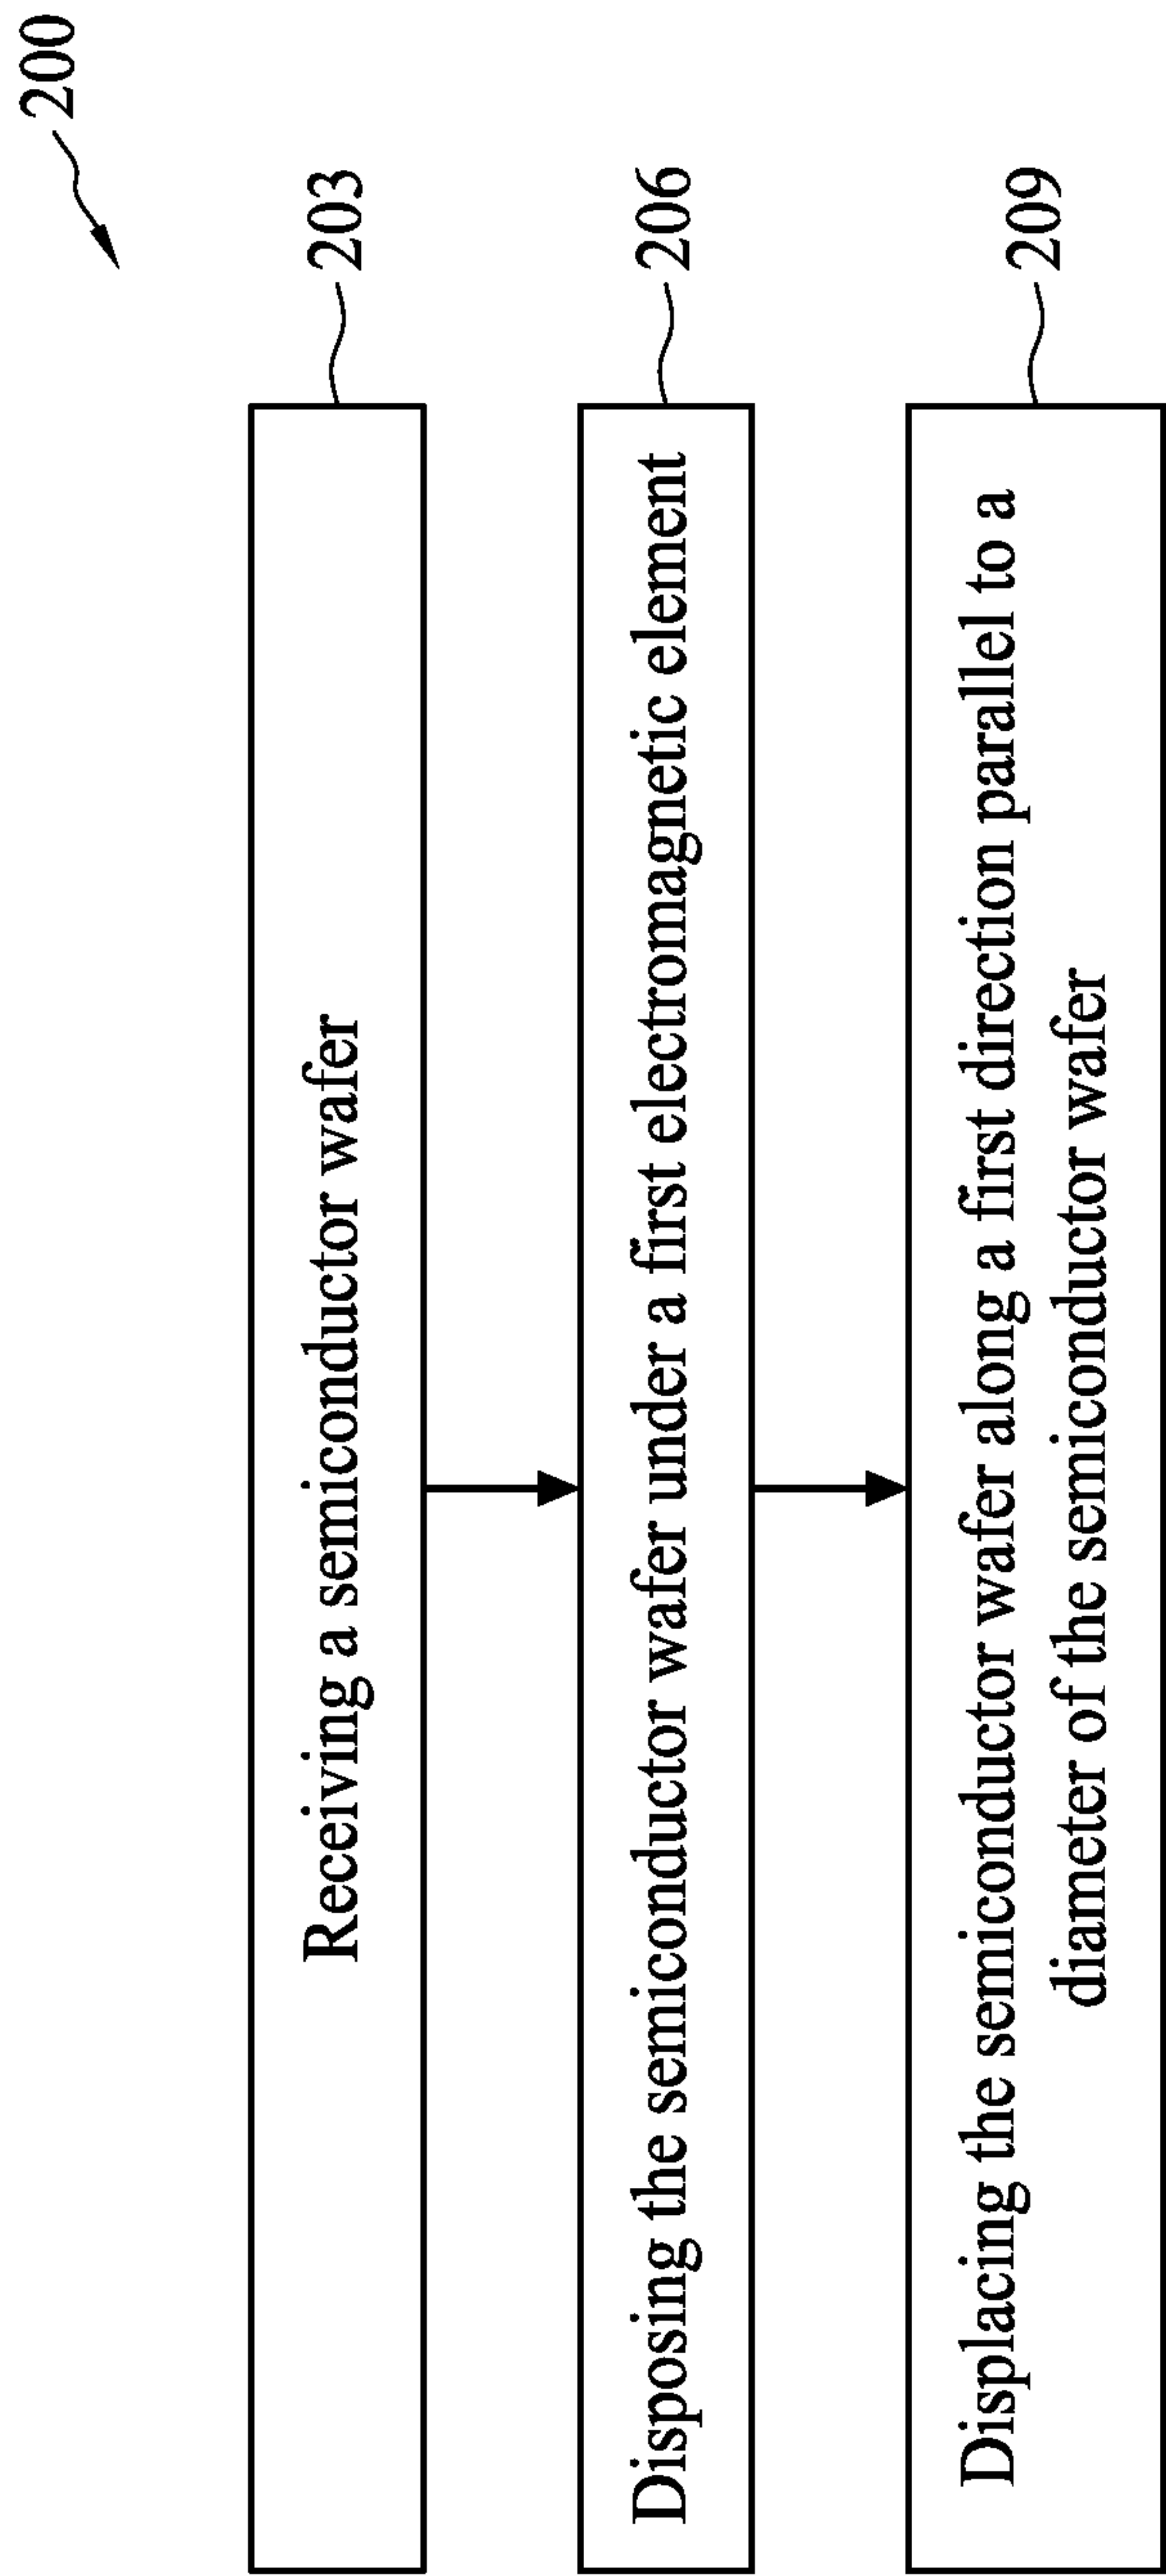 200
Receiving a semiconductor wafer
203
Disposing the semiconductor wafer under a first electromagnetic element
206
Displacing the semiconductor wafer along a first direction parallel to a
diameter of the semiconductor wafer
209